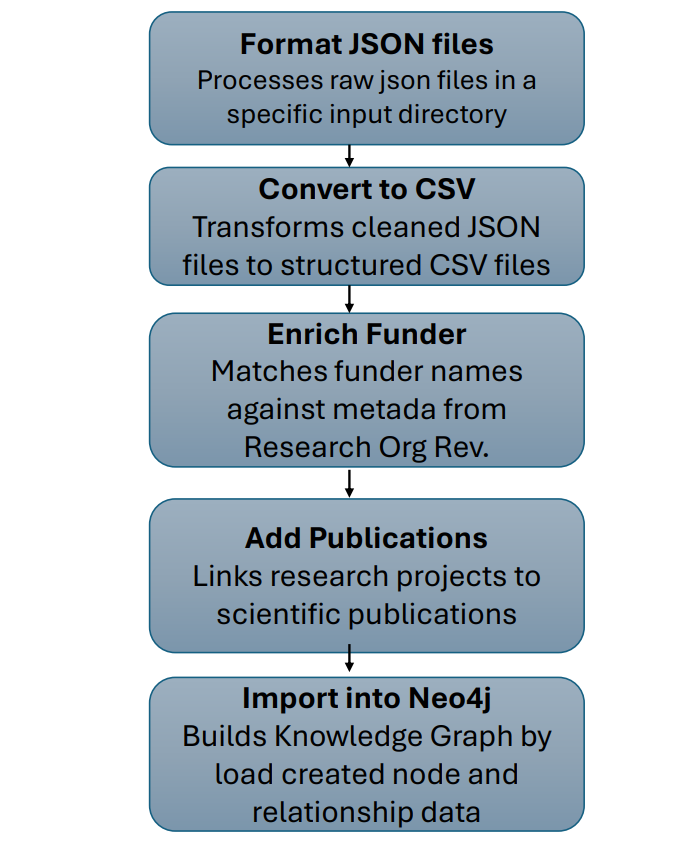 Format JSON files
Processes raw json files in a
specific input directory
Convert to CSV
Transforms cleaned JSON
files to structured CSV files
Enrich Funder
Matches funder names
against metada from
Research Org Rev.
Add Publications
Links research projects to
scientific publications
Import into Neo4j
Builds Knowledge Graph by
load created node and
relationship data